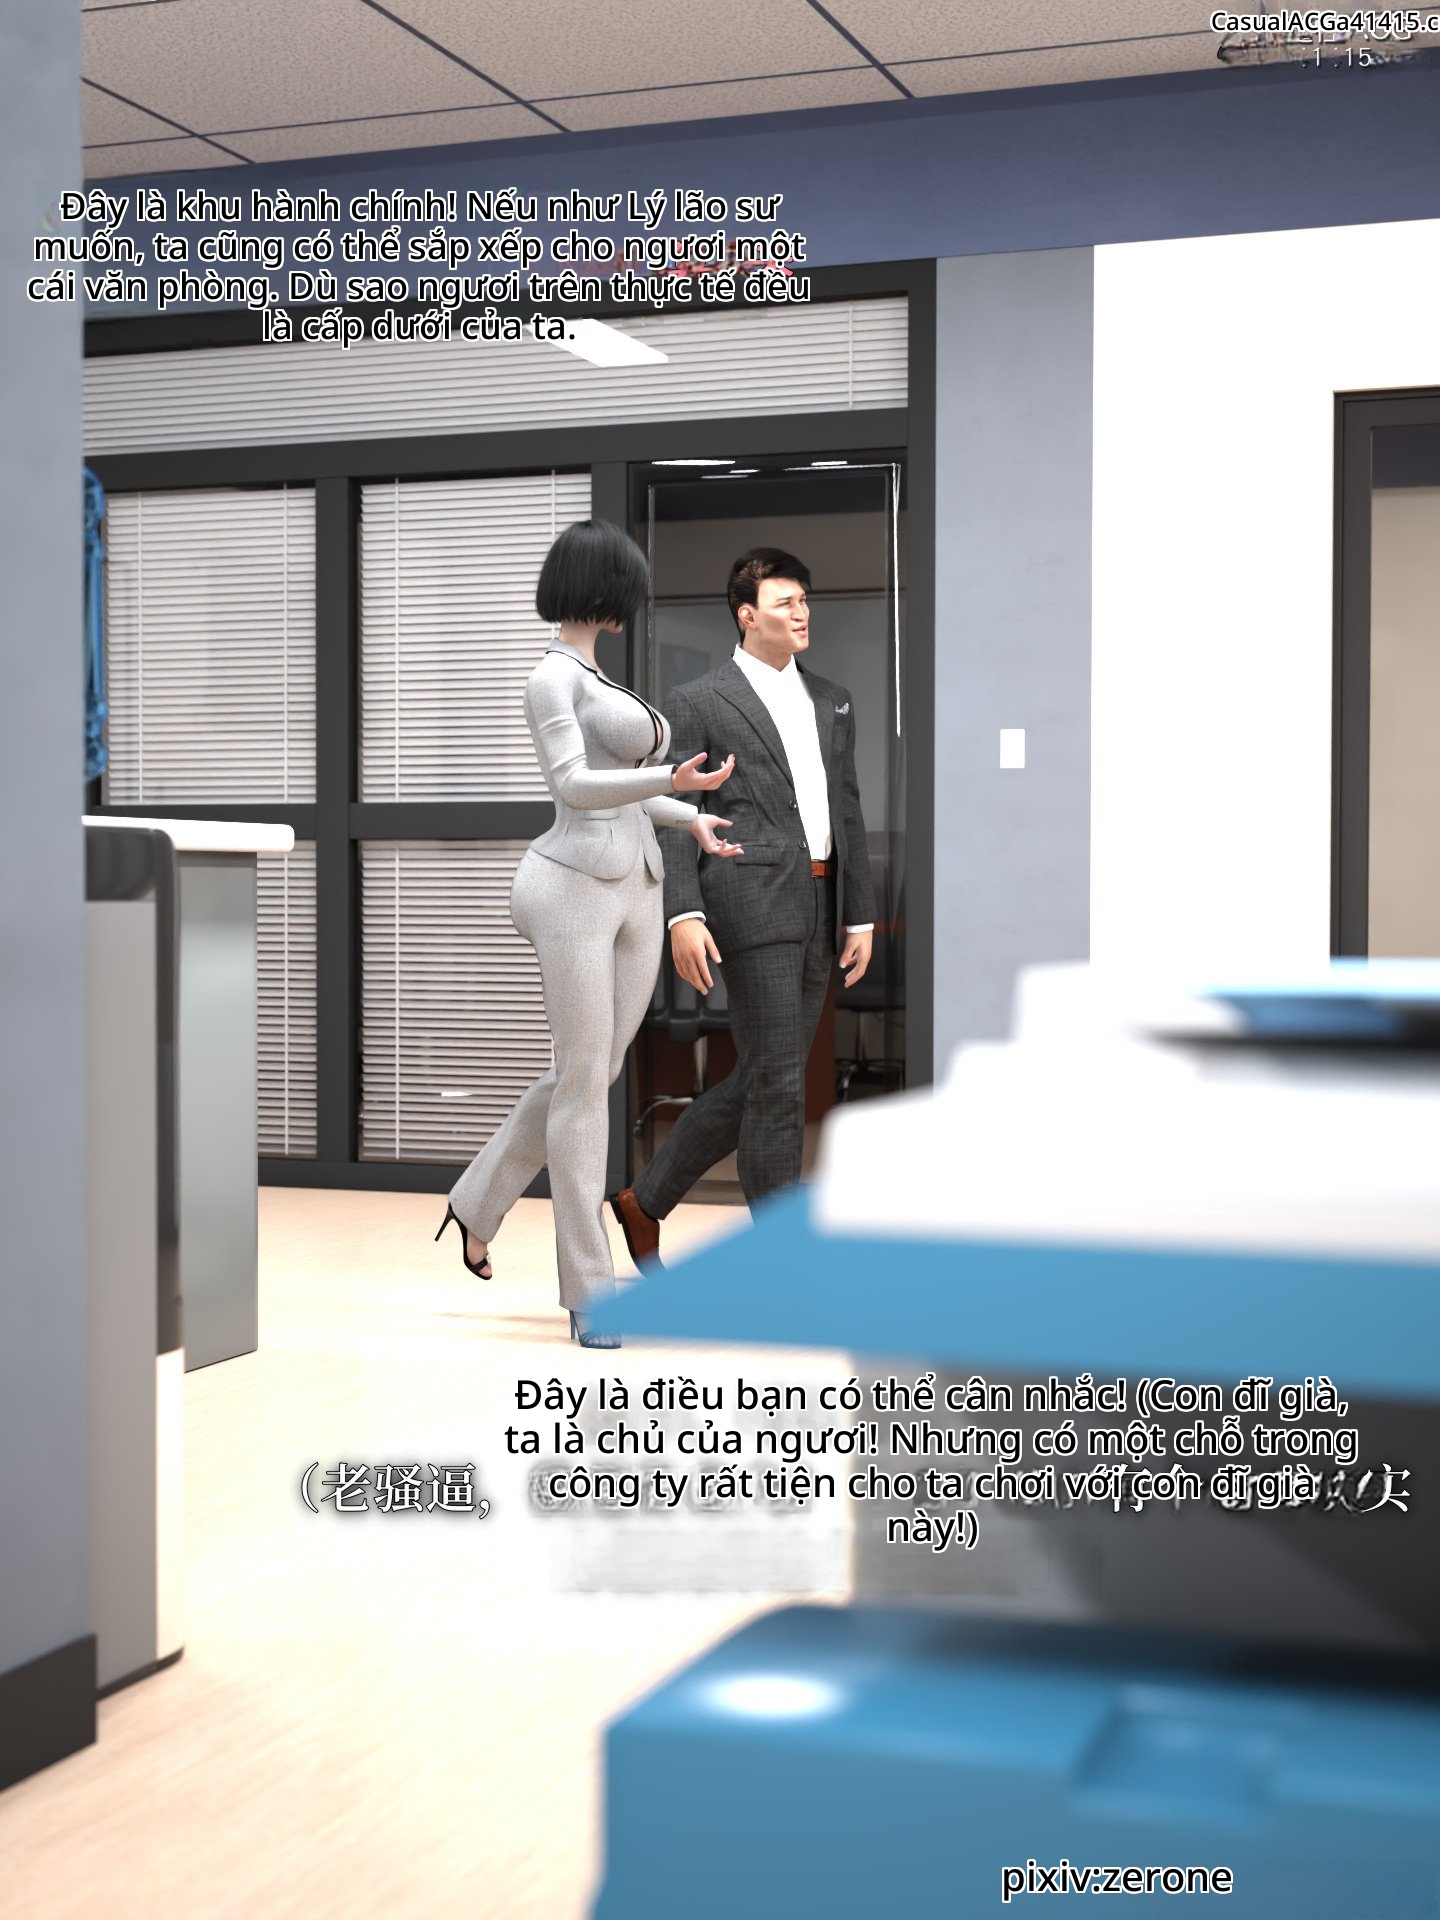 CasualACGa41415.c
Đây là khu hành chính! Nếu như Lý lão sư
muốn, ta cũng có thể sắp xếp cho ngươi một
cái văn phòng. Dù sao ngươi trên thực tế đều
là cấp dưới của ta.
Đây là điều bạn có thể cân nhắc! (Con đĩ già,
ta là chủ của ngươi! Nhưng có một chỗ trong
công ty rất tiện cho ta chơi với con đĩ già
này!)
(老骚逼,
pixiv:zerone